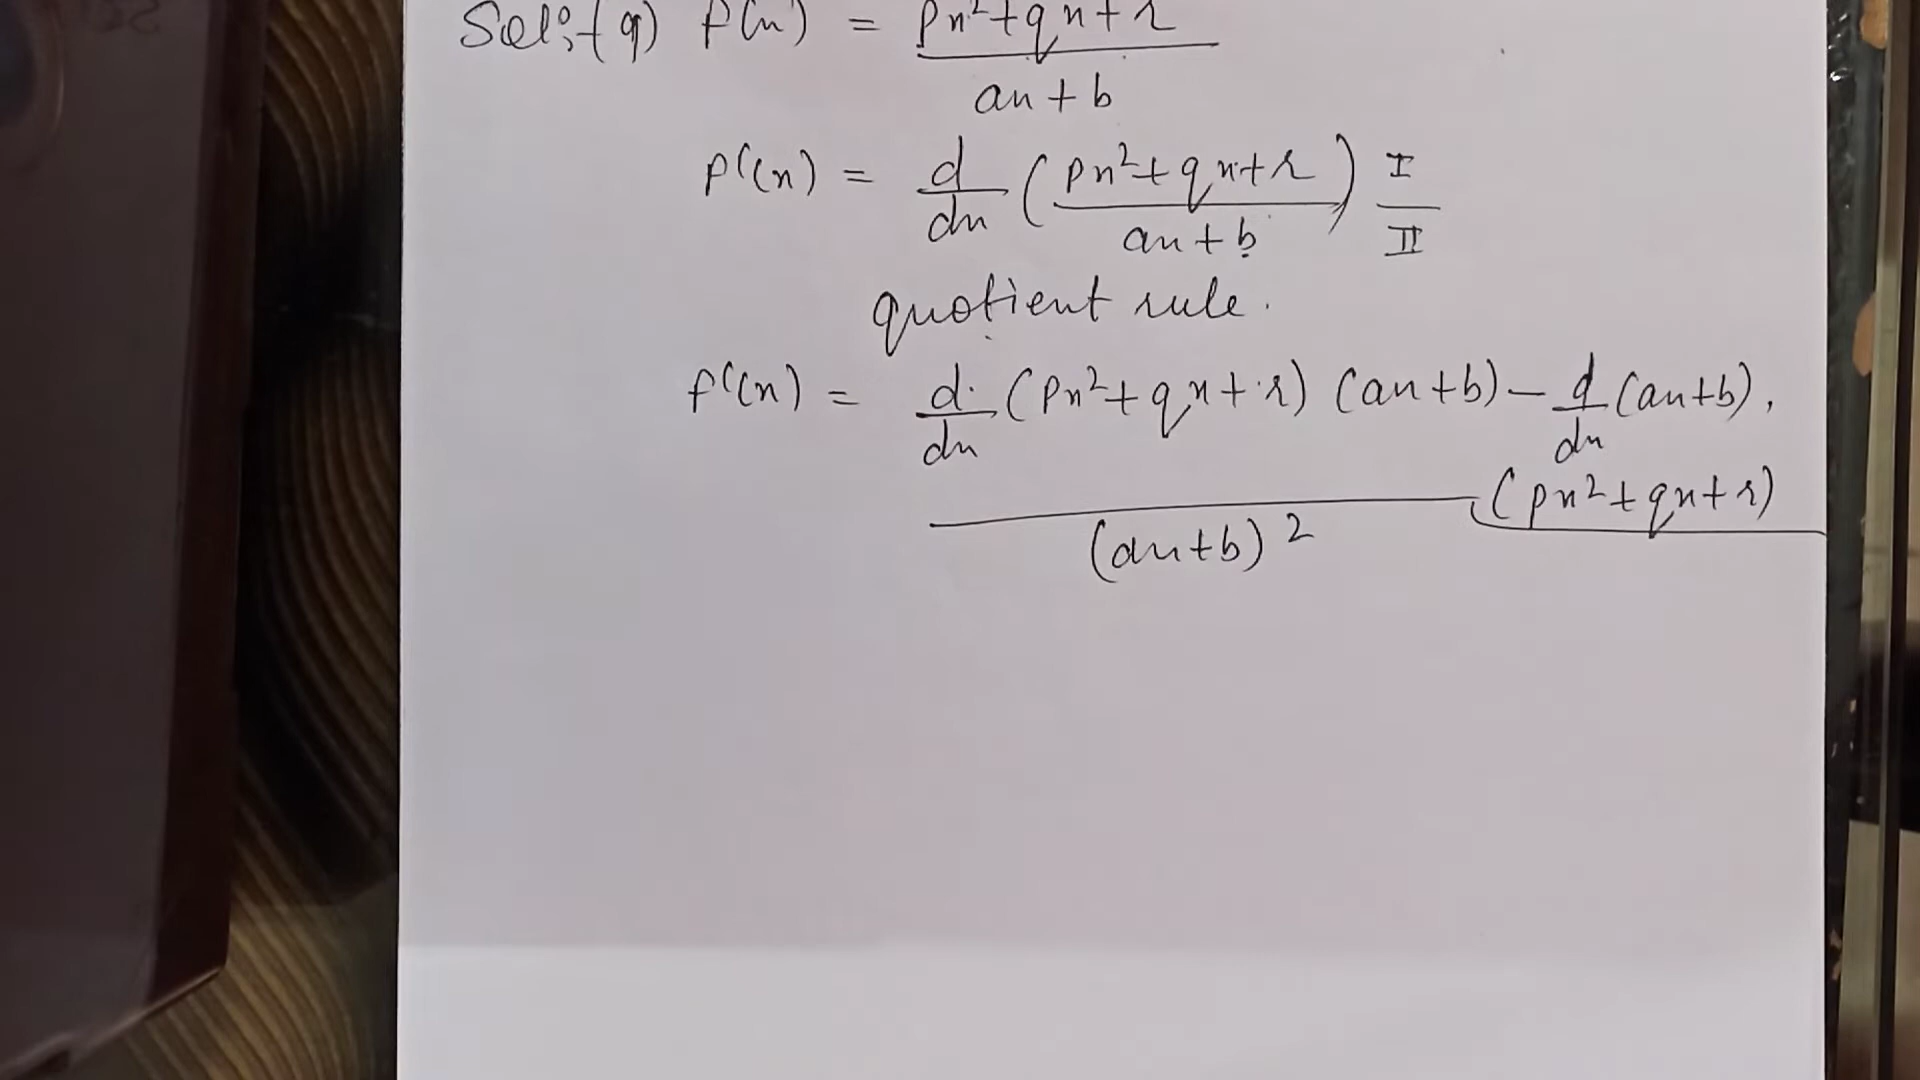 Sol:- (9) f(x) = px²+qx+r
ax+b
f'(x) = d/dx (px²+qx+r / ax+b) I/II
quotient rule.
f'(x) = d/dx (px²+qx+r) (ax+b) - d/dx (ax+b).
(px²+qx+r)
(ax+b)²